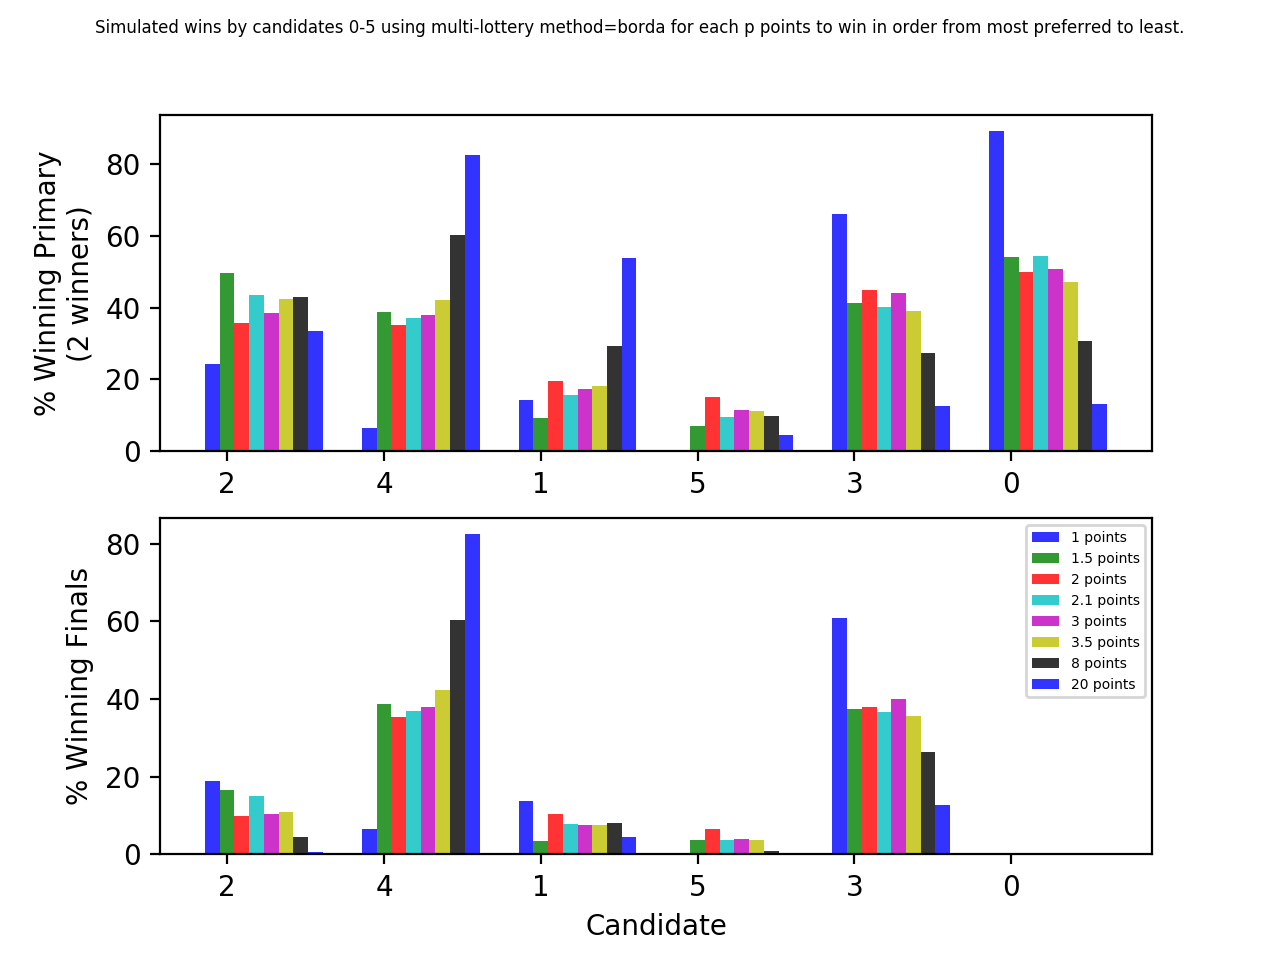 Simulated wins by candidates 0-5 using multi-lottery method=borda for each p points to win in order from most preferred to least.
% Winning Primary
(2 winners)
80
60
40
20
0
2 4 1 5 3 0
% Winning Finals
80
60
40
20
0
1 points
1.5 points
2 points
2.1 points
3 points
3.5 points
8 points
20 points
2 4 1 5 3 0
Candidate